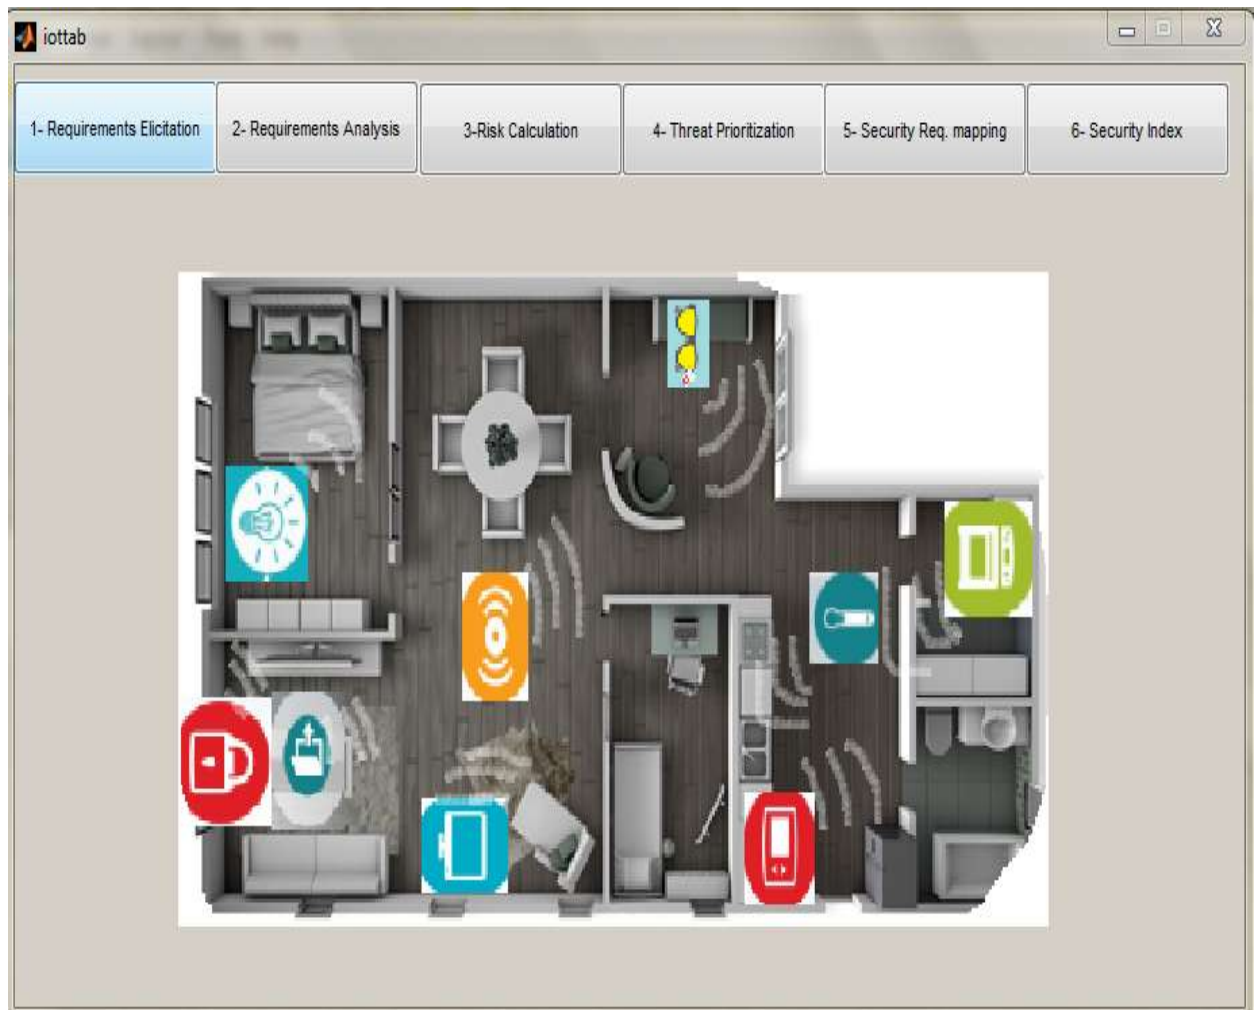 iottab
1- Requirements Elicitation
2- Requirements Analysis
3-Risk Calculation
4- Threat Prioritization
5- Security Req. mapping
6- Security Index